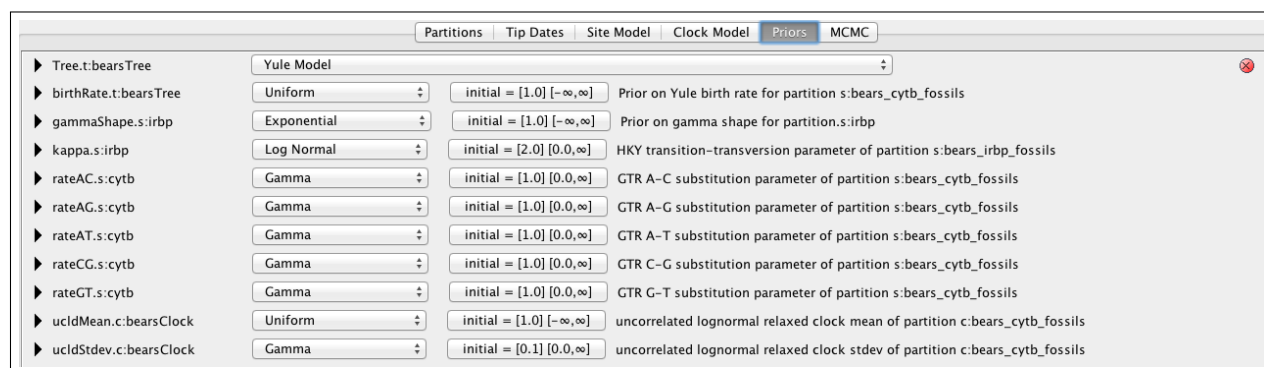 Partitions Tip Dates Site Model Clock Model Priors MCMC
Tree.t:bearsTree Yule Model
birthRate.t:bearsTree Uniform initial = [1.0] [-∞,∞] Prior on Yule birth rate for partition s:bears_cytb_fossils
gammaShape.s:irbp Exponential initial = [1.0] [-∞,∞] Prior on gamma shape for partition.s:irbp
kappa.s:irbp Log Normal initial = [2.0] [0.0,∞] HKY transition-transversion parameter of partition s:bears_irbp_fossils
rateAC.s:cytb Gamma initial = [1.0] [0.0,∞] GTR A-C substitution parameter of partition s:bears_cytb_fossils
rateAG.s:cytb Gamma initial = [1.0] [0.0,∞] GTR A-G substitution parameter of partition s:bears_cytb_fossils
rateAT.s:cytb Gamma initial = [1.0] [0.0,∞] GTR A-T substitution parameter of partition s:bears_cytb_fossils
rateCG.s:cytb Gamma initial = [1.0] [0.0,∞] GTR C-G substitution parameter of partition s:bears_cytb_fossils
rateGT.s:cytb Gamma initial = [1.0] [0.0,∞] GTR G-T substitution parameter of partition s:bears_cytb_fossils
ucldMean.c:bearsClock Uniform initial = [1.0] [-∞,∞] uncorrelated lognormal relaxed clock mean of partition c:bears_cytb_fossils
ucldStdev.c:bearsClock Gamma initial = [0.1] [0.0,∞] uncorrelated lognormal relaxed clock stdev of partition c:bears_cytb_fossils